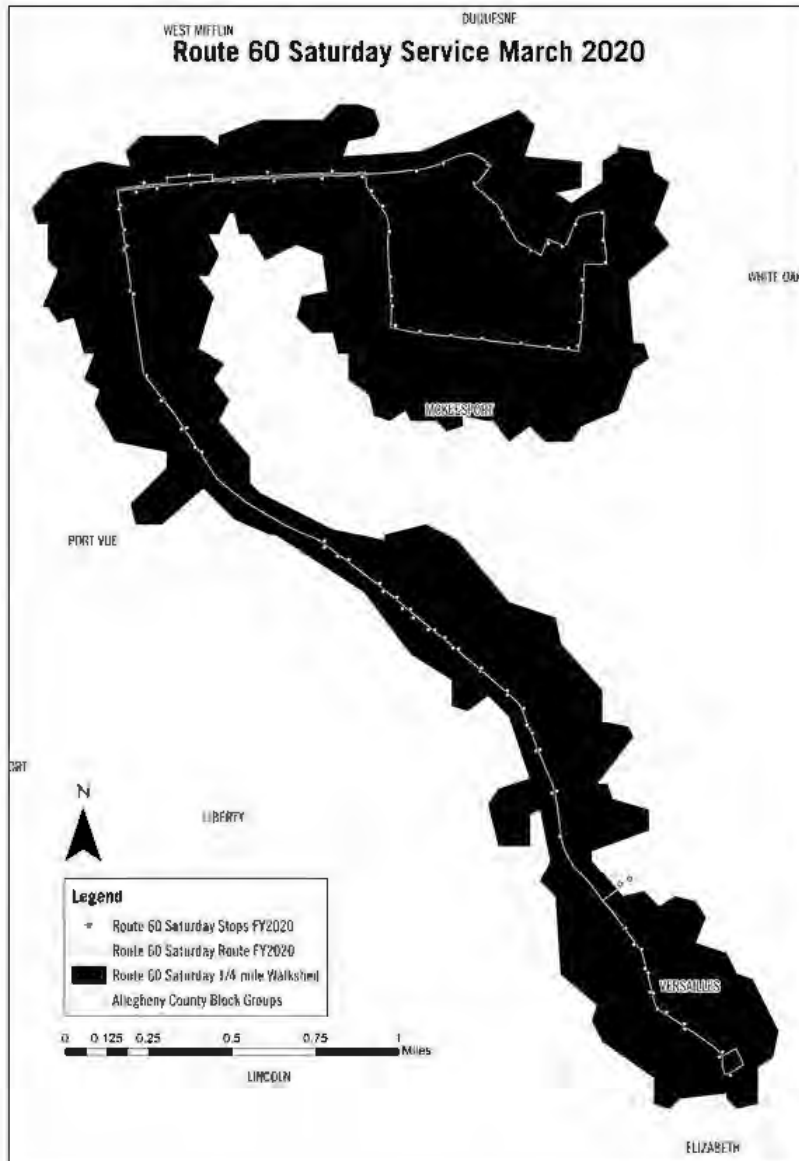 DUQUESNE
WEST MIFFLIN
Route 60 Saturday Service March 2020
WHITE OAK
MCKEESPORT
PORT VUE
ORT
N
LIBERTY
Legend
Route 60 Saturday Stops FY2020
Route 60 Saturday Route FY2020
Route 60 Saturday 1/4 mile Walkshed
Allegheny County Block Groups
VERSAILLES
0 0.125 0.25 0.5 0.75 1
Miles
LINCOLN
ELIZABETH